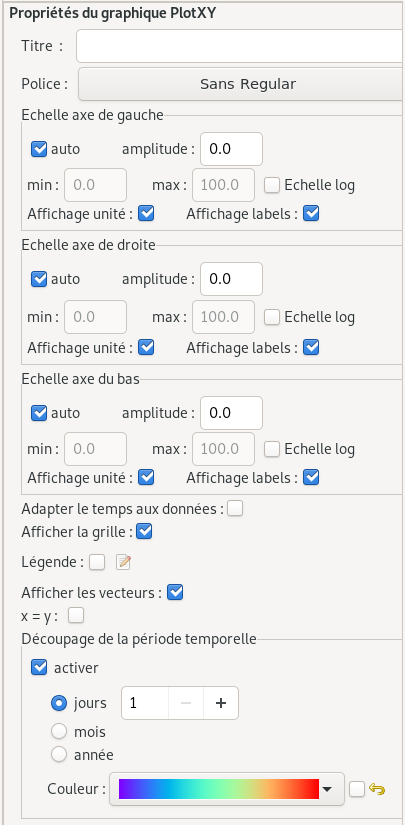 Propriétés du graphique PlotXY
Titre :
Police : Sans Regular
Echelle axe de gauche
auto amplitude : 0.0
min : 0.0 max : 100.0 Echelle log
Affichage unité : Affichage labels :
Echelle axe de droite
auto amplitude : 0.0
min : 0.0 max : 100.0 Echelle log
Affichage unité : Affichage labels :
Echelle axe du bas
auto amplitude : 0.0
min : 0.0 max : 100.0 Echelle log
Affichage unité : Affichage labels :
Adapter le temps aux données :
Afficher la grille :
Légende :
Afficher les vecteurs :
x = y :
Découpage de la période temporelle
activer
jours 1 − +
mois
année
Couleur :